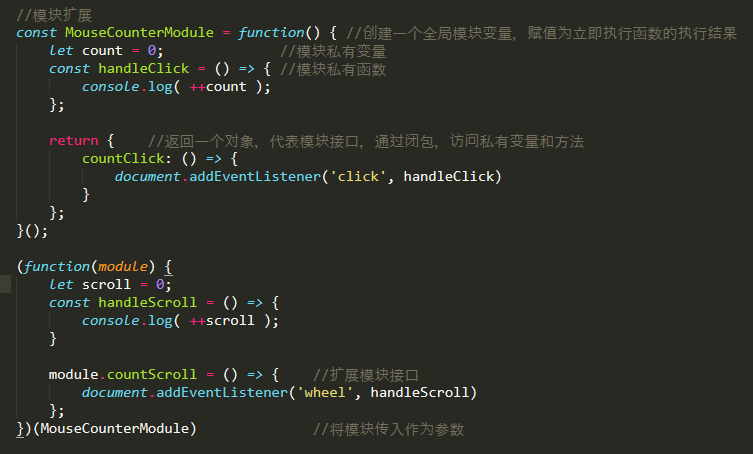 //模块扩展
const MouseCounterModule = function() { //创建一个全局模块变量, 赋值为立即执行函数的执行结果
    let count = 0;              //模块私有变量
    const handleClick = () => { //模块私有函数
        console.log( ++count );
    };

    return {    //返回一个对象, 代表模块接口, 通过闭包, 访问私有变量和方法
        countClick: () => {
            document.addEventListener('click', handleClick)
        }
    };
}();

(function(module) {
    let scroll = 0;
    const handleScroll = () => {
        console.log( ++scroll );
    }

    module.countScroll = () => {    //扩展模块接口
        document.addEventListener('wheel', handleScroll)
    };
})(MouseCounterModule)              //将模块传入作为参数